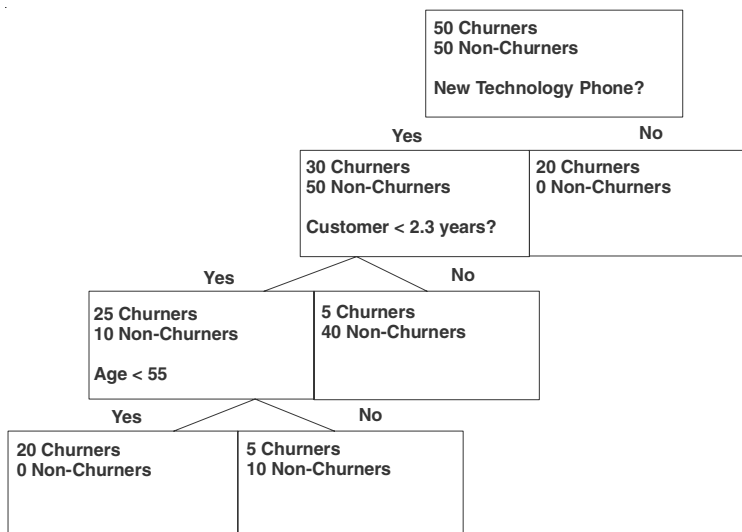 50 Churners
50 Non-Churners
New Technology Phone?
Yes
No
30 Churners
50 Non-Churners
Customer < 2.3 years?
20 Churners
0 Non-Churners
Yes
No
25 Churners
10 Non-Churners
Age < 55
5 Churners
40 Non-Churners
Yes
No
20 Churners
0 Non-Churners
5 Churners
10 Non-Churners